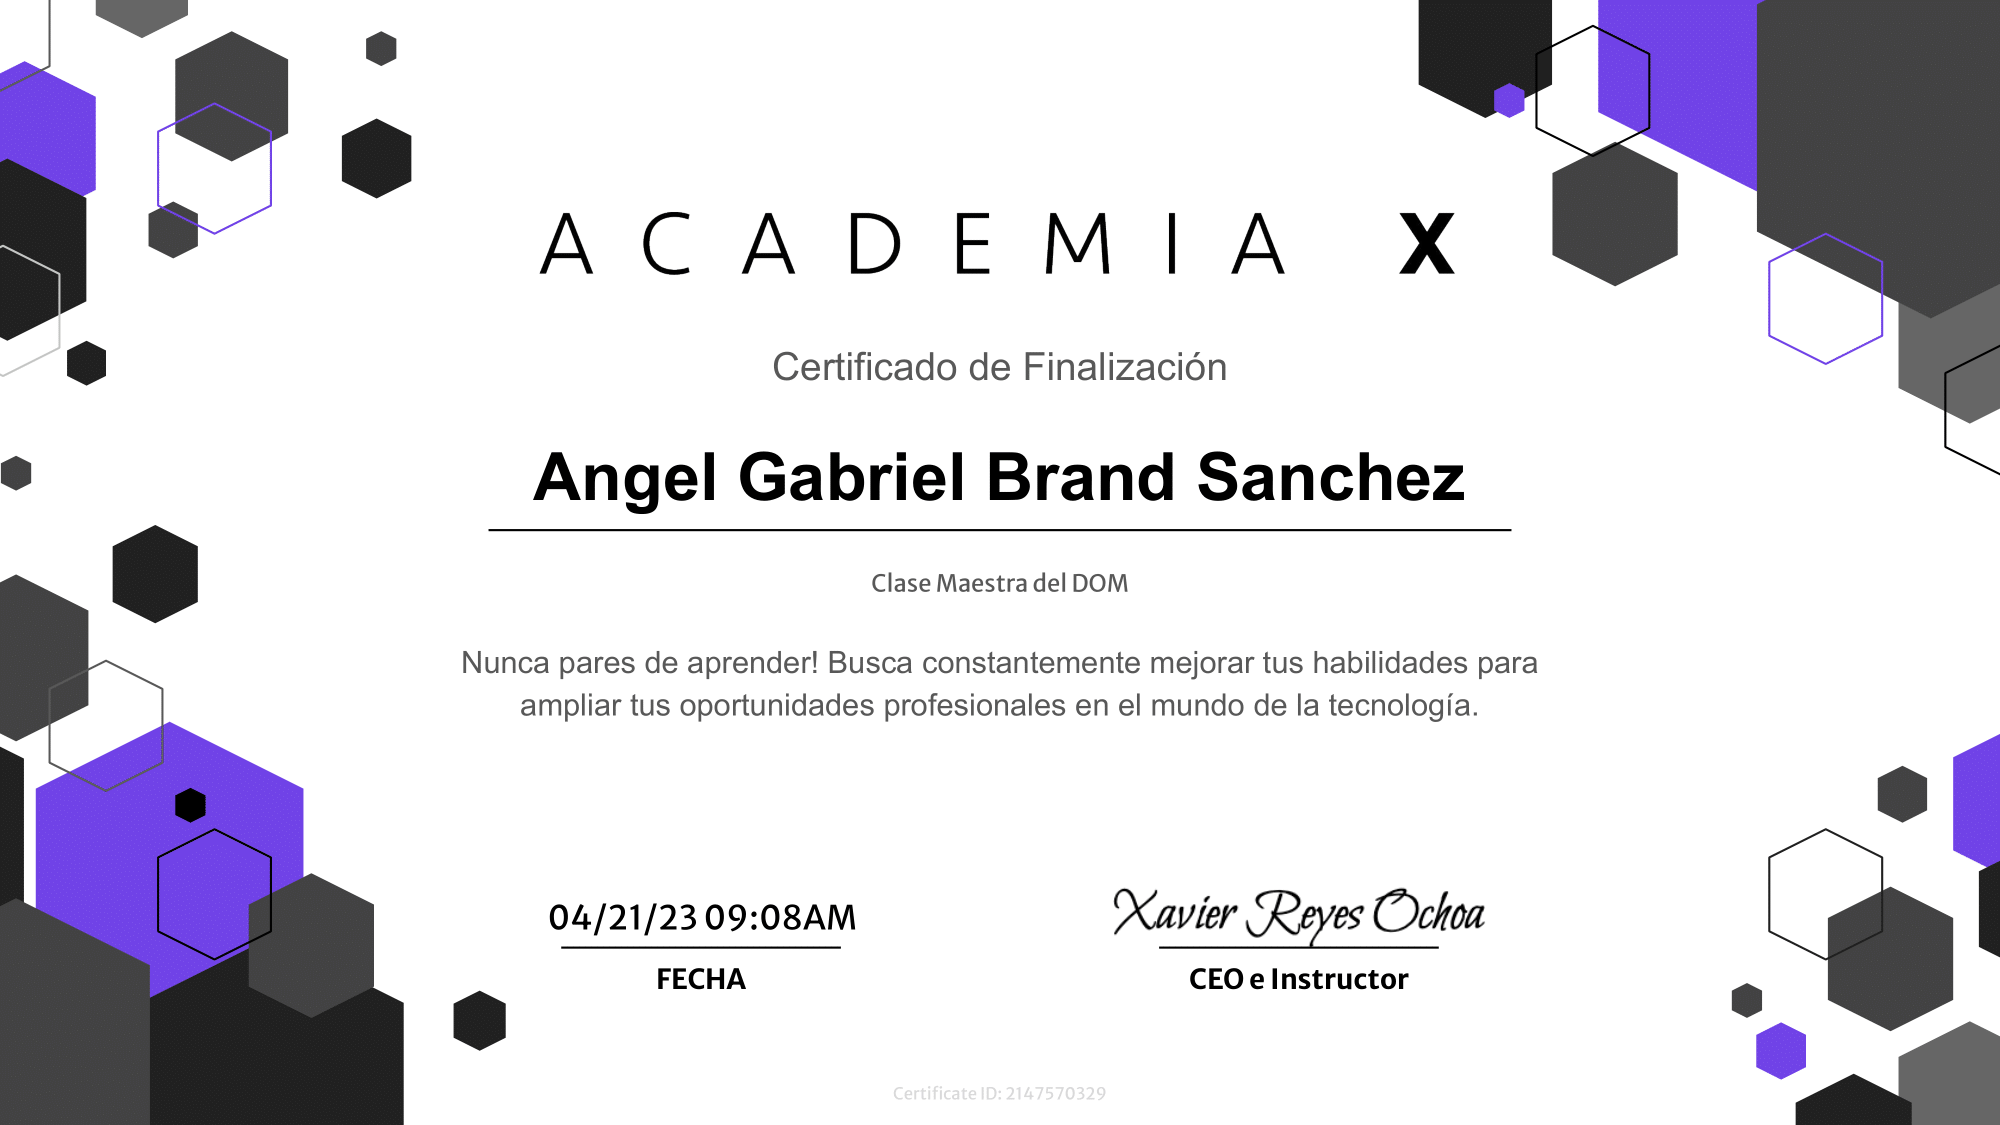 ACADEMIA X
Certificado de Finalización
Angel Gabriel Brand Sanchez
Clase Maestra del DOM
Nunca pares de aprender! Busca constantemente mejorar tus habilidades para
ampliar tus oportunidades profesionales en el mundo de la tecnología.
04/21/23 09:08AM
FECHA
Xavier Reyes Ochoa
CEO e Instructor
Certificate ID: 2147570329